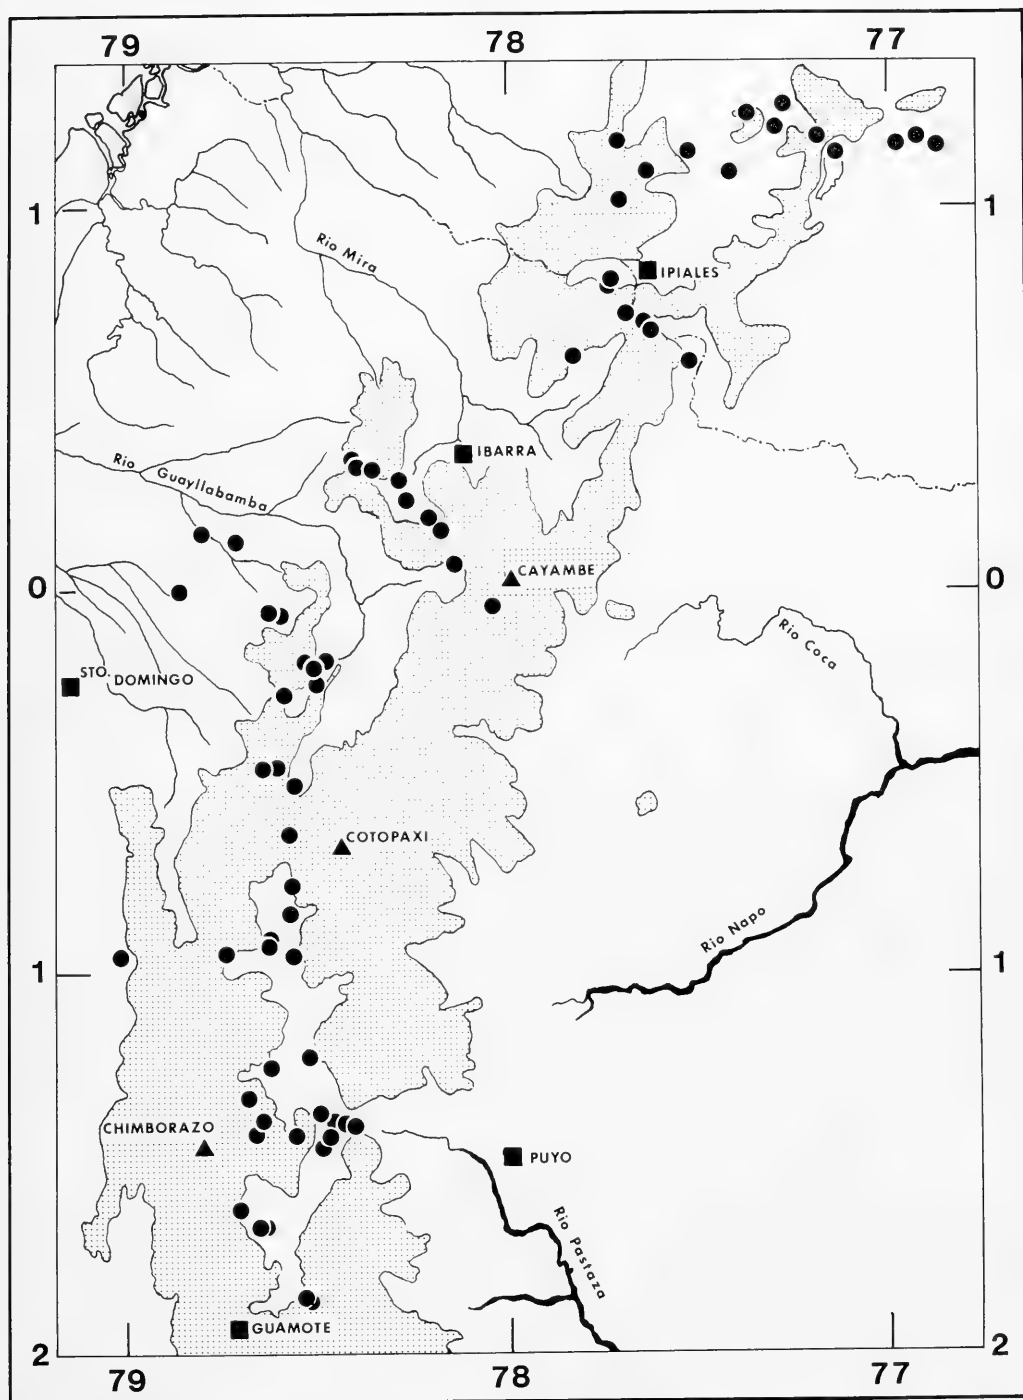 79 78 77
1 1
Rio Mira
IPIALES
IBARRA
Rio Guayllabamba
CAYAMBE
0 0
Rio Coca
STO. DOMINGO
COTOPAXI
Rio Napo
1 1
CHIMBORAZO
PUYO
Rio Pastaza
GUAMOTE
2 2
79 78 77